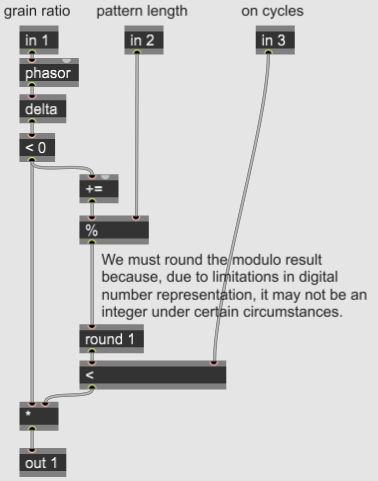 grain ratio pattern length on cycles
in 1 in 2 in 3
phasor
delta
< 0
+=
%
We must round the modulo result
because, due to limitations in digital
number representation, it may not be an
integer under certain circumstances.
round 1
<
*
out 1